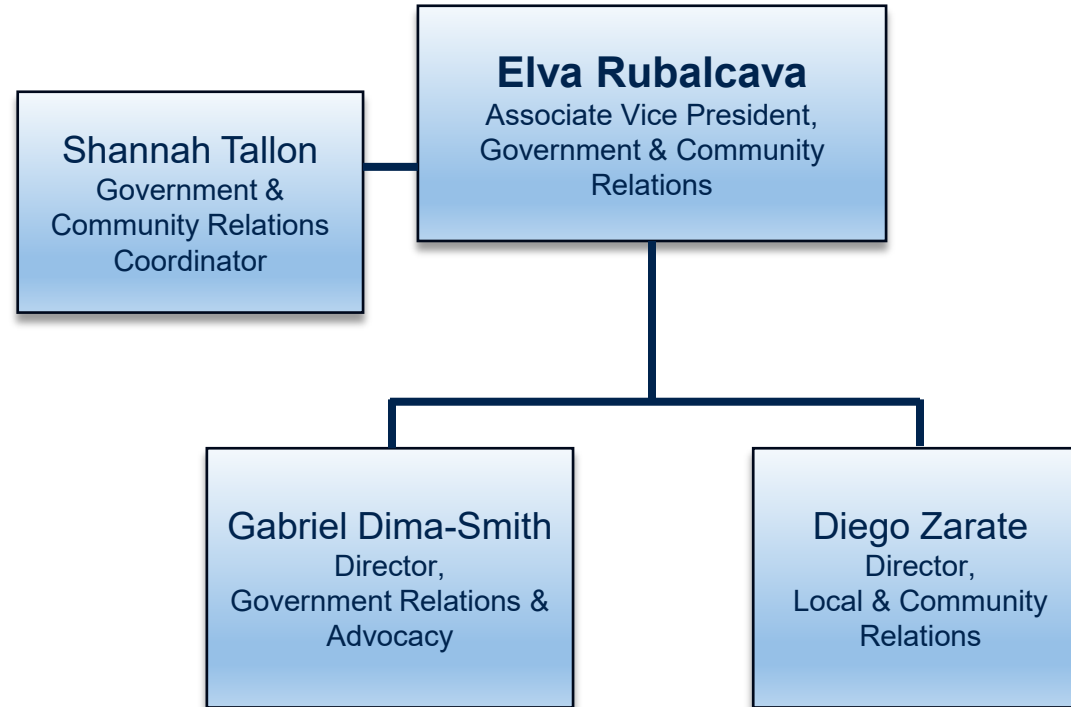 Elva Rubalcava
Associate Vice President,
Government & Community
Relations
Shannah Tallon
Government &
Community Relations
Coordinator
Gabriel Dima-Smith
Director,
Government Relations &
Advocacy
Diego Zarate
Director,
Local & Community
Relations